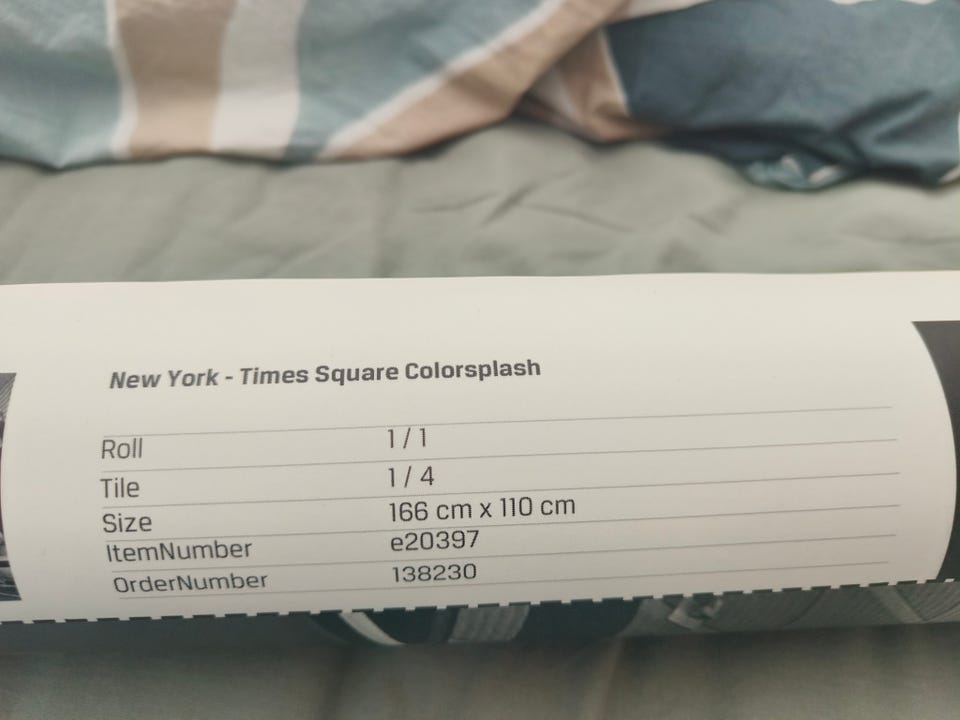 New York - Times Square Colorsplash
Roll 1 / 1
Tile 1 / 4
Size 166 cm x 110 cm
ItemNumber e20397
OrderNumber 138230